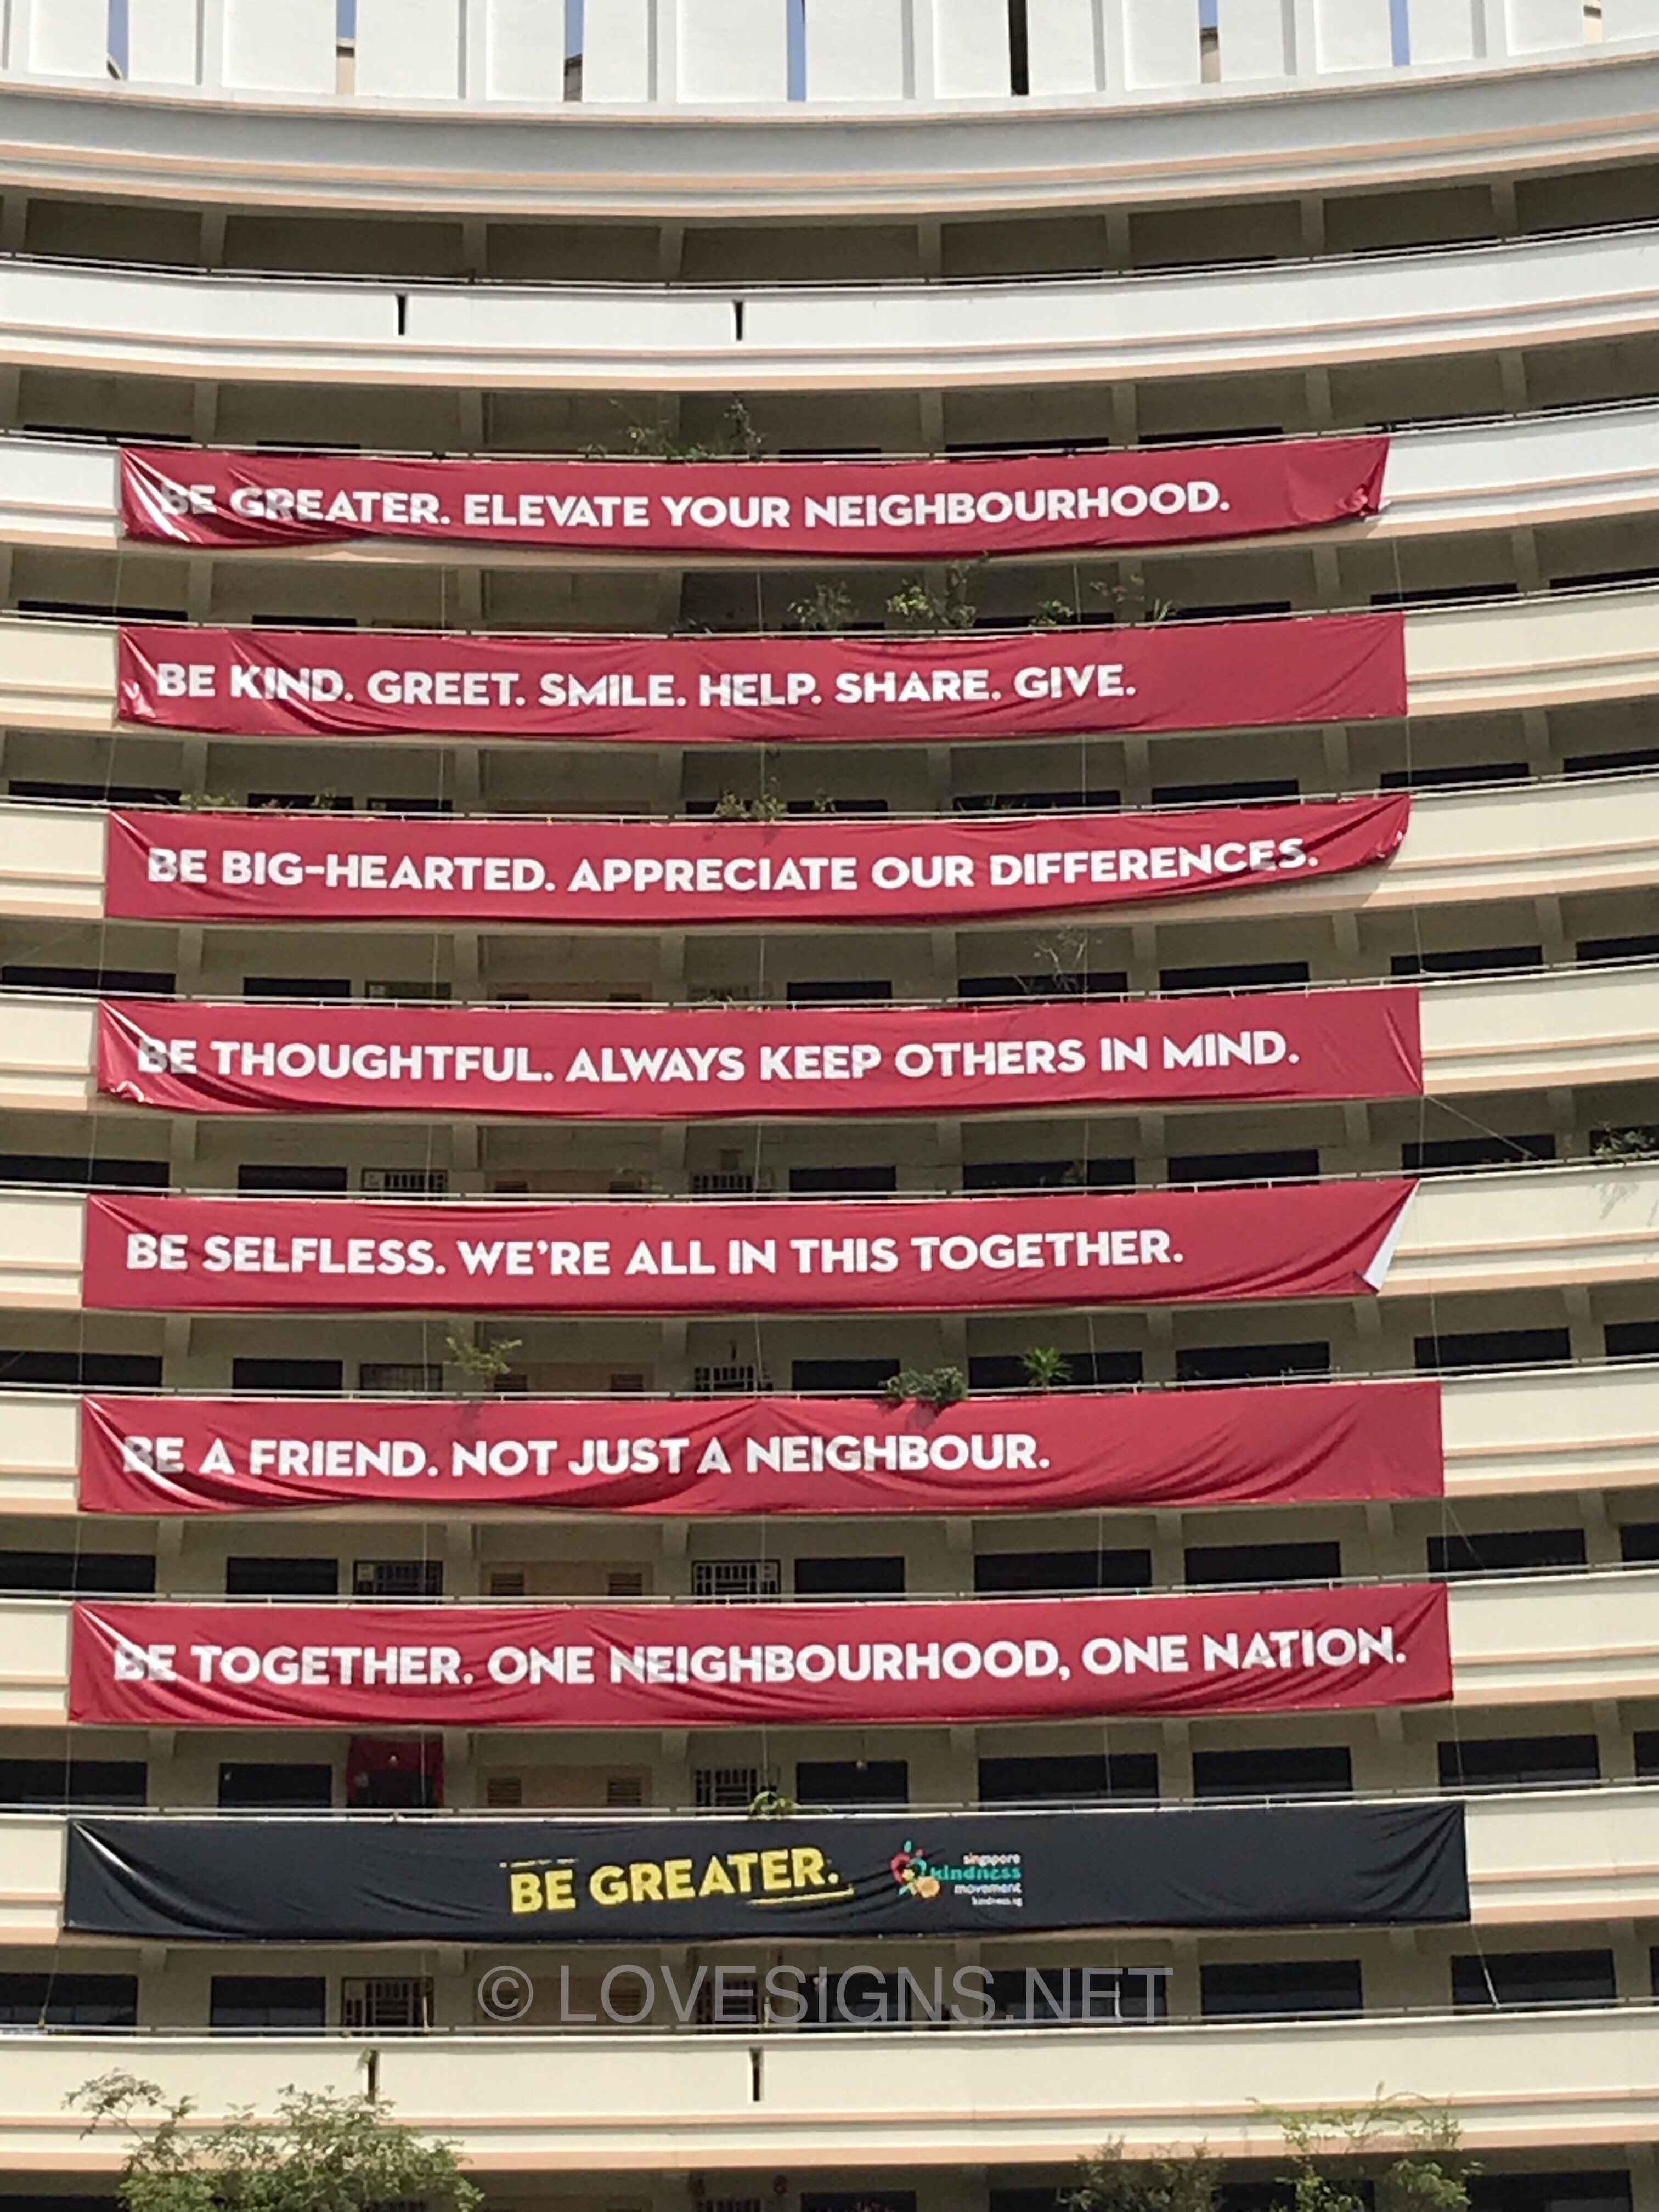 BE GREATER. ELEVATE YOUR NEIGHBOURHOOD.
BE KIND. GREET. SMILE. HELP. SHARE. GIVE.
BE BIG-HEARTED. APPRECIATE OUR DIFFERENCES.
BE THOUGHTFUL. ALWAYS KEEP OTHERS IN MIND.
BE SELFLESS. WE'RE ALL IN THIS TOGETHER.
BE A FRIEND. NOT JUST A NEIGHBOUR.
BE TOGETHER. ONE NEIGHBOURHOOD, ONE NATION.
BE GREATER.
singapore
kindness
movement
kindness.sg
© LOVESIGNS.NET